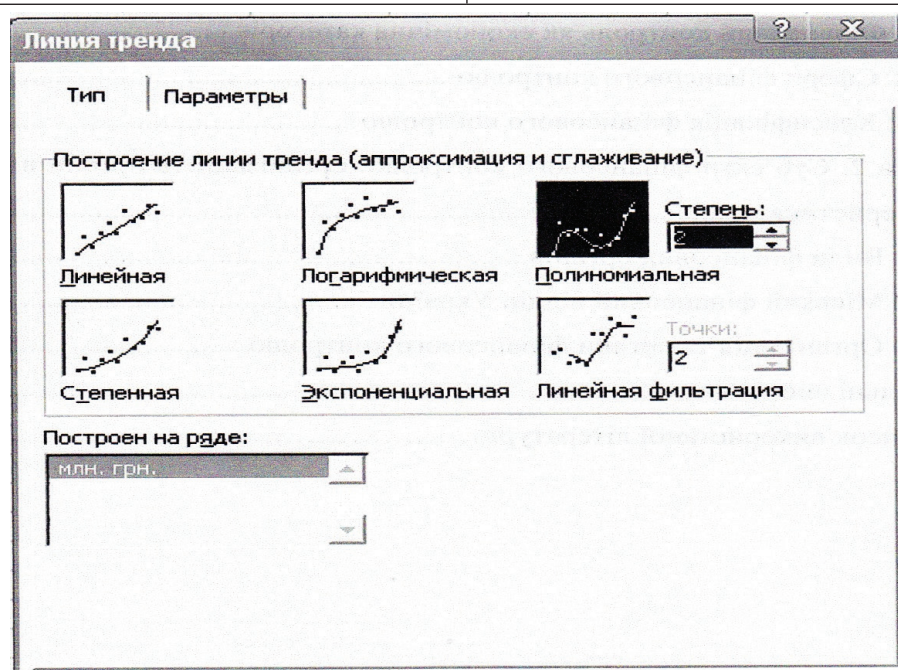 Линия тренда
Тип Параметры
Построение линии тренда (аппроксимация и сглаживание)
Степень:
2
Линейная Логарифмическая Полиномиальная
Точки:
2
Степенная Экспоненциальная Линейная фильтрация
Построен на ряде:
млн. грн.